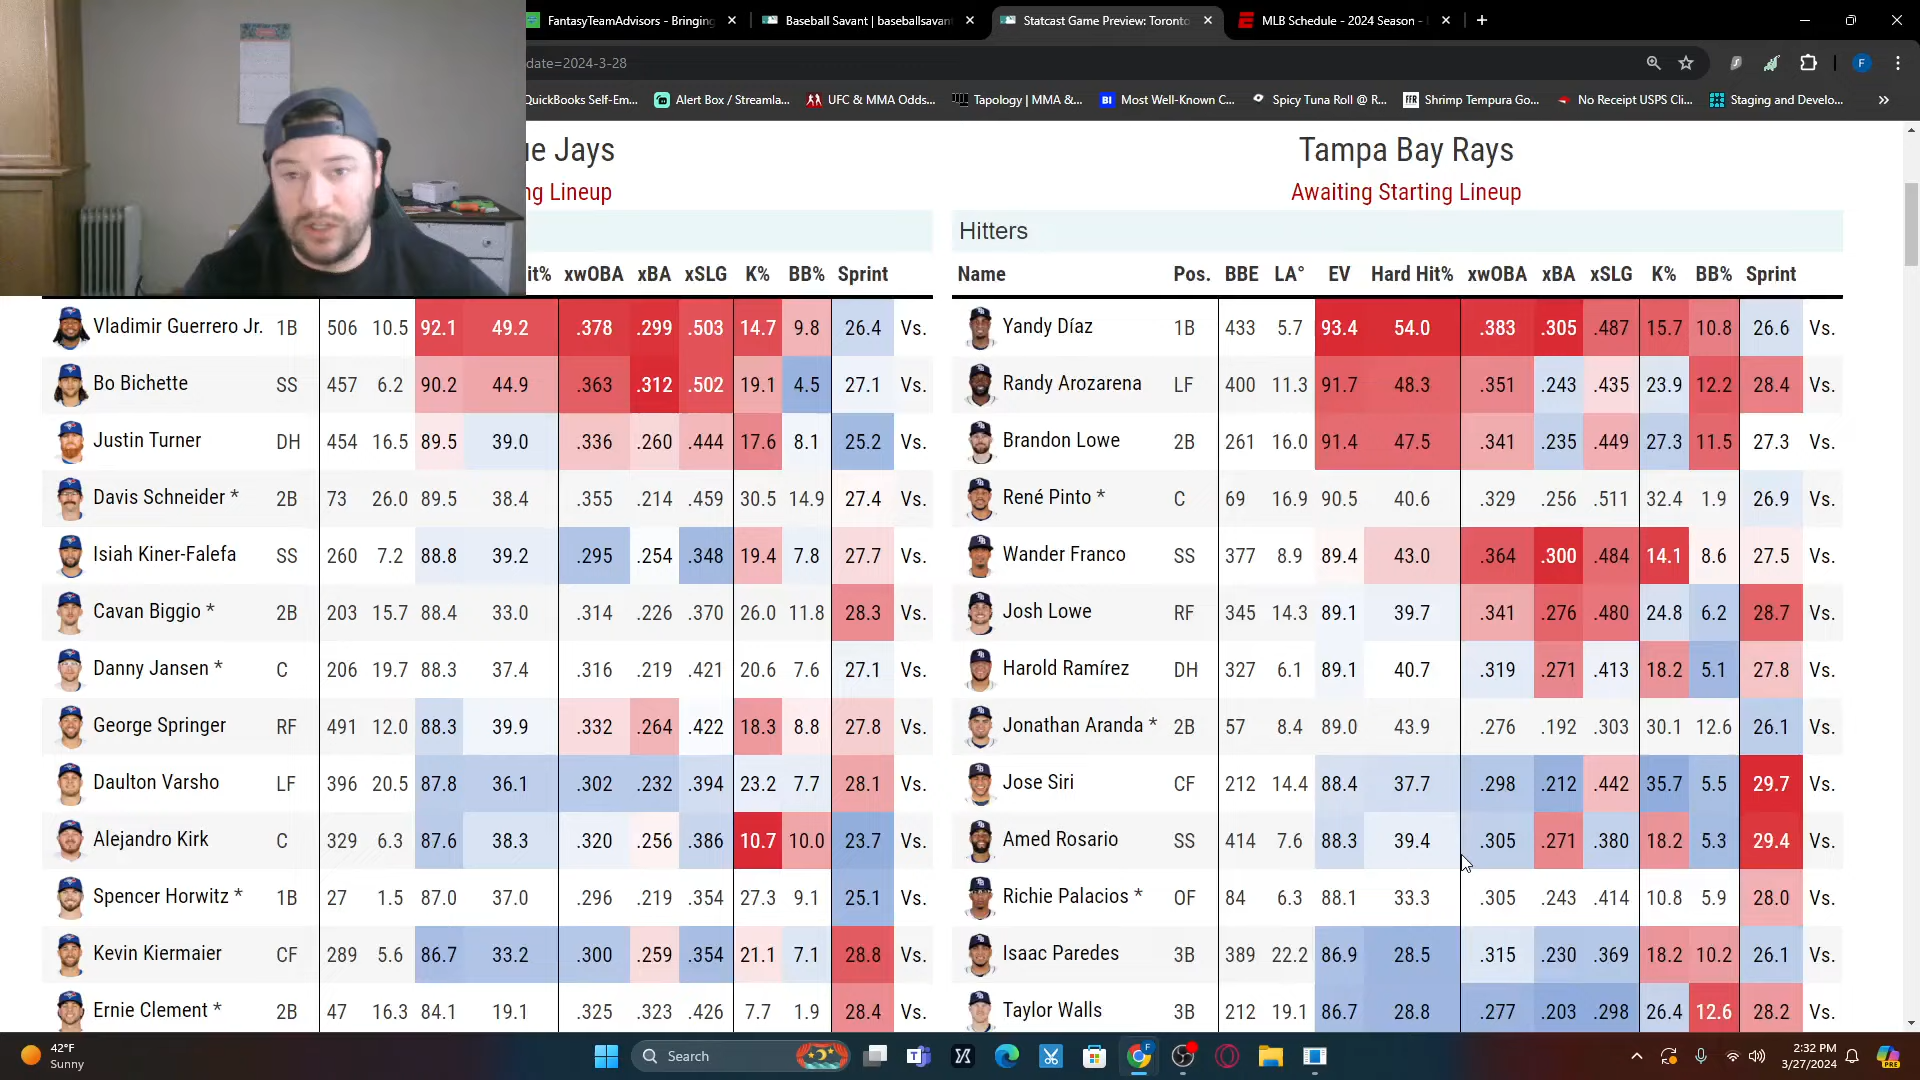 FantasyTeamAdvisors - Bringing
Baseball Savant | baseballsavan
Statcast Game Preview: Toronto
MLB Schedule - 2024 Season -
date=2024-3-28
QuickBooks Self-Em...
Alert Box / Streamla...
UFC & MMA Odds...
Tapology | MMA &...
Most Well-Known C...
Spicy Tuna Roll @ R...
Shrimp Tempura Go...
No Receipt USPS Cli...
Staging and Develo...
ue Jays
ng Lineup
it% xwOBA xBA xSLG K% BB% Sprint
Vladimir Guerrero Jr. 1B 506 10.5 92.1 49.2 .378 .299 .503 14.7 9.8 26.4 Vs.
Bo Bichette SS 457 6.2 90.2 44.9 .363 .312 .502 19.1 4.5 27.1 Vs.
Justin Turner DH 454 16.5 89.5 39.0 .336 .260 .444 17.6 8.1 25.2 Vs.
Davis Schneider * 2B 73 26.0 89.5 38.4 .355 .214 .459 30.5 14.9 27.4 Vs.
Isiah Kiner-Falefa SS 260 7.2 88.8 39.2 .295 .254 .348 19.4 7.8 27.7 Vs.
Cavan Biggio * 2B 203 15.7 88.4 33.0 .314 .226 .370 26.0 11.8 28.3 Vs.
Danny Jansen * C 206 19.7 88.3 37.4 .316 .219 .421 20.6 7.6 27.1 Vs.
George Springer RF 491 12.0 88.3 39.9 .332 .264 .422 18.3 8.8 27.8 Vs.
Daulton Varsho LF 396 20.5 87.8 36.1 .302 .232 .394 23.2 7.7 28.1 Vs.
Alejandro Kirk C 329 6.3 87.6 38.3 .320 .256 .386 10.7 10.0 23.7 Vs.
Spencer Horwitz * 1B 27 1.5 87.0 37.0 .296 .219 .354 27.3 9.1 25.1 Vs.
Kevin Kiermaier CF 289 5.6 86.7 33.2 .300 .259 .354 21.1 7.1 28.8 Vs.
Ernie Clement * 2B 47 16.3 84.1 19.1 .325 .323 .426 7.7 1.9 28.4 Vs.
Tampa Bay Rays
Awaiting Starting Lineup
Hitters
Name Pos. BBE LA° EV Hard Hit% xwOBA xBA xSLG K% BB% Sprint
Yandy Díaz 1B 433 5.7 93.4 54.0 .383 .305 .487 15.7 10.8 26.6 Vs.
Randy Arozarena LF 400 11.3 91.7 48.3 .351 .243 .435 23.9 12.2 28.4 Vs.
Brandon Lowe 2B 261 16.0 91.4 47.5 .341 .235 .449 27.3 11.5 27.3 Vs.
René Pinto * C 69 16.9 90.5 40.6 .329 .256 .511 32.4 1.9 26.9 Vs.
Wander Franco SS 377 8.9 89.4 43.0 .364 .300 .484 14.1 8.6 27.5 Vs.
Josh Lowe RF 345 14.3 89.1 39.7 .341 .276 .480 24.8 6.2 28.7 Vs.
Harold Ramírez DH 327 6.1 89.1 40.7 .319 .271 .413 18.2 5.1 27.8 Vs.
Jonathan Aranda * 2B 57 8.4 89.0 43.9 .276 .192 .303 30.1 12.6 26.1 Vs.
Jose Siri CF 212 14.4 88.4 37.7 .298 .212 .442 35.7 5.5 29.7 Vs.
Amed Rosario SS 414 7.6 88.3 39.4 .305 .271 .380 18.2 5.3 29.4 Vs.
Richie Palacios * OF 84 6.3 88.1 33.3 .305 .243 .414 10.8 5.9 28.0 Vs.
Isaac Paredes 3B 389 22.2 86.9 28.5 .315 .230 .369 18.2 10.2 26.1 Vs.
Taylor Walls 3B 212 19.1 86.7 28.8 .277 .203 .298 26.4 12.6 28.2 Vs.
42°F
Sunny
Search
2:32 PM
3/27/2024